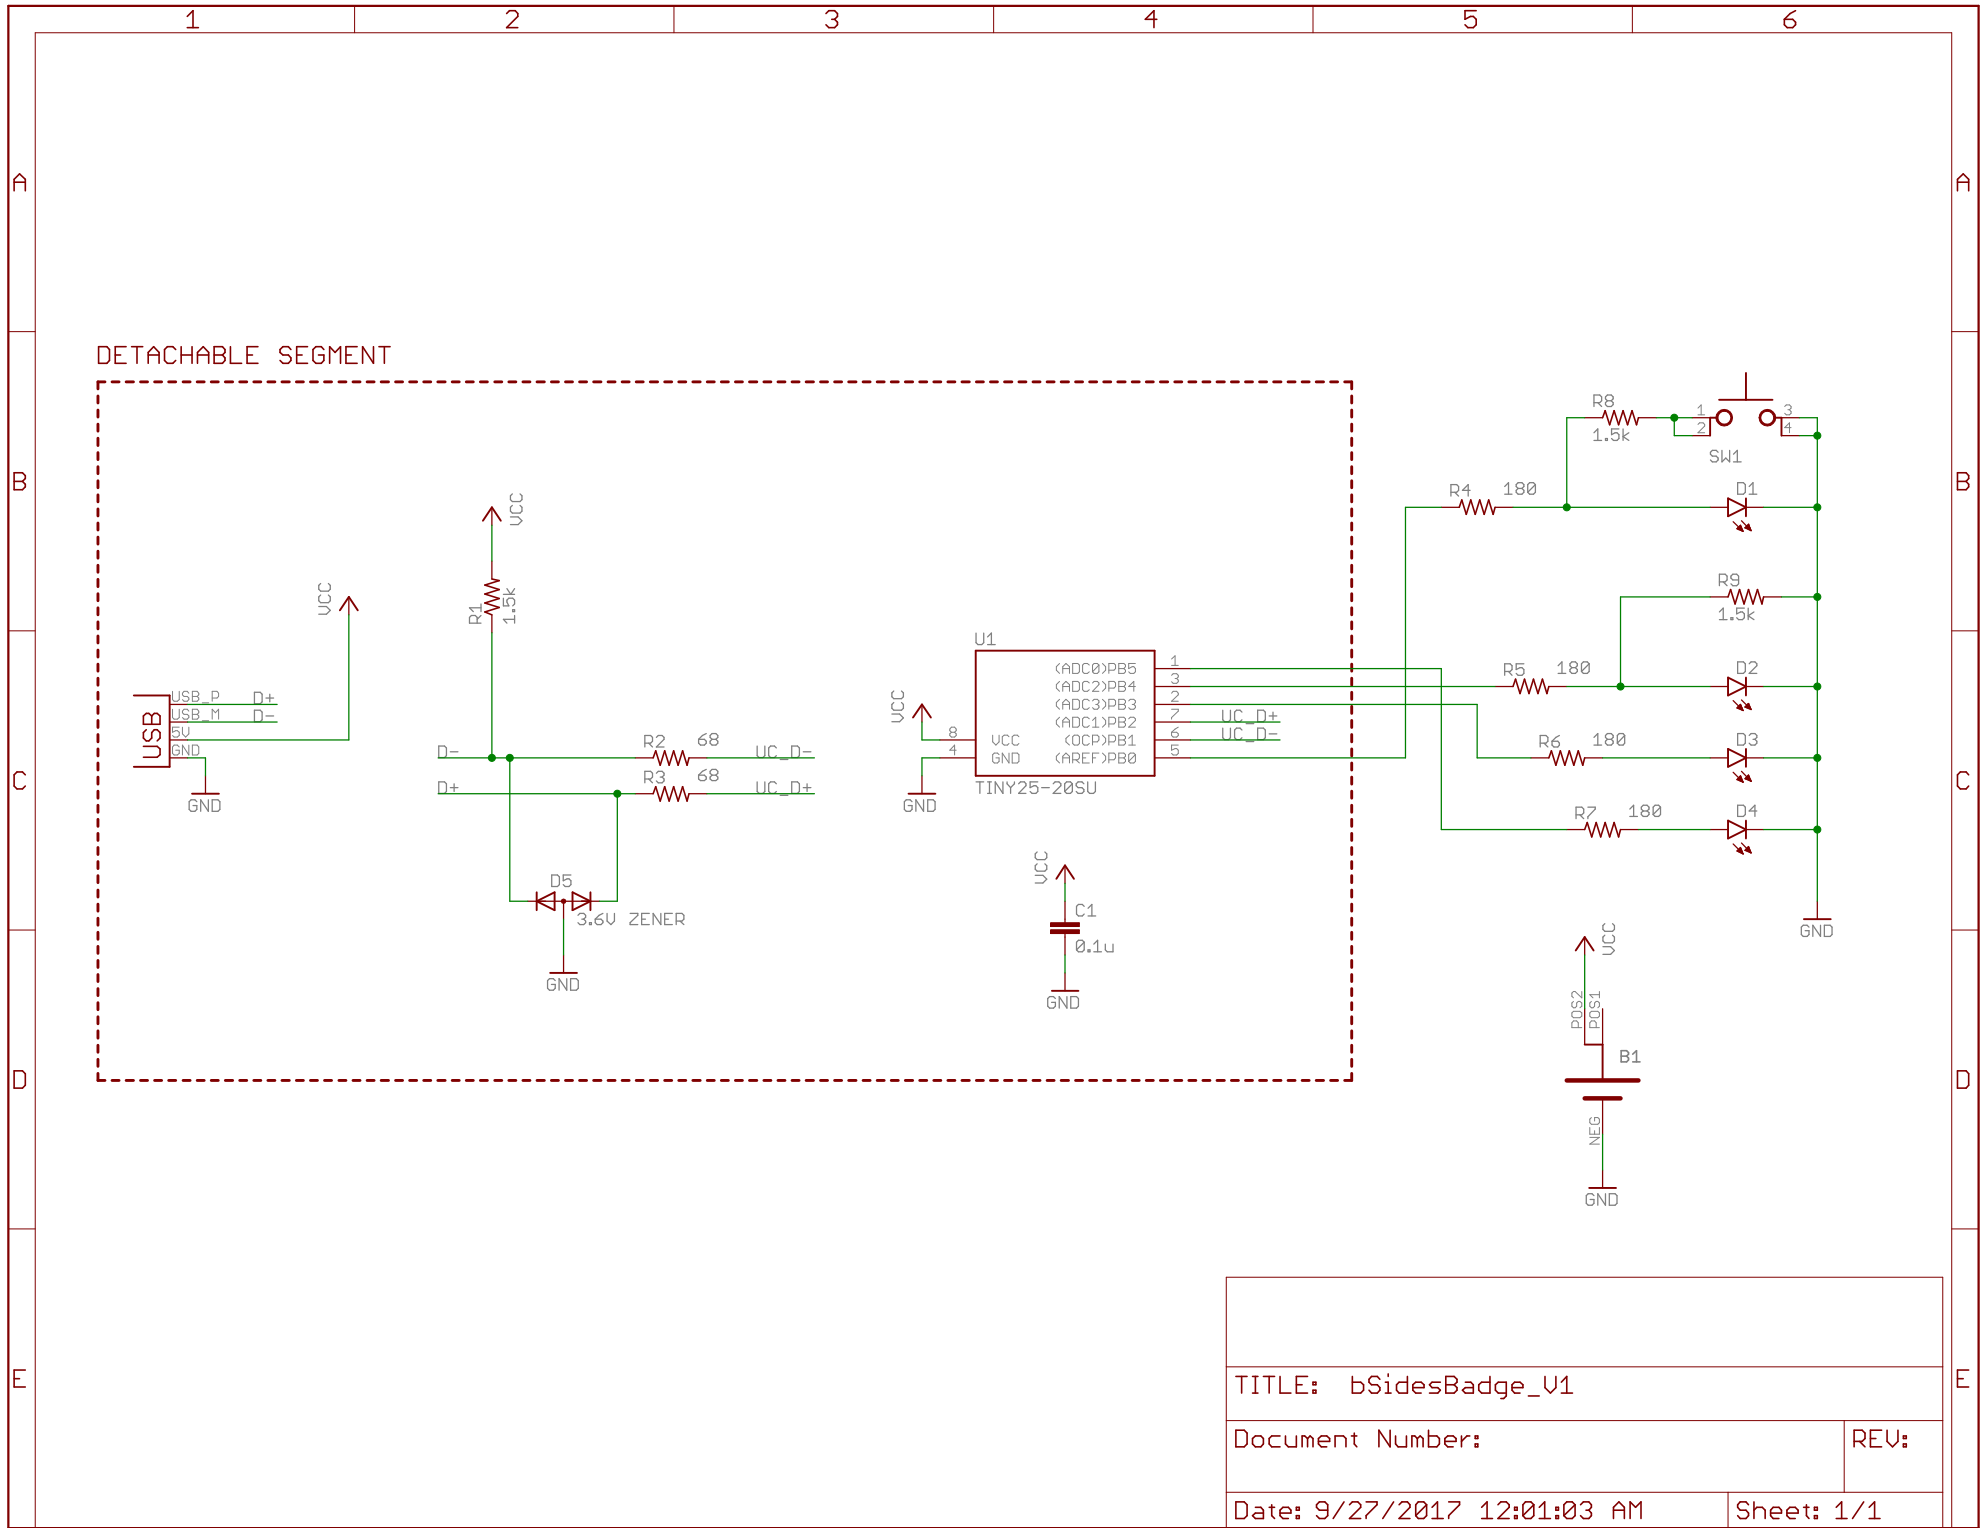 1 2 3 4 5 6
A A
DETACHABLE SEGMENT
B B
R8
1.5k
1 3
2 4
SW1
R4 180 D1
VCC
R1
1.5k
VCC
R9
1.5k
USB
USB_P D+
USB_M D-
5V
GND
GND
D- R2 68 UC_D-
D+ R3 68 UC_D+
D5
3.6V ZENER
GND
U1
(ADC0)PB5 1
(ADC2)PB4 3
(ADC3)PB3 2
(ADC1)PB2 7 UC_D+
8 VCC (OCP)PB1 6 UC_D-
4 GND (AREF)PB0 5
TINY25-20SU
VCC
GND
R5 180 D2
R6 180 D3
R7 180 D4
C C
VCC
C1
0.1u
GND
GND
VCC
POS2
POS1
B1
NEG
GND
D D
E E
TITLE: bSidesBadge_V1
Document Number: REV:
Date: 9/27/2017 12:01:03 AM Sheet: 1/1